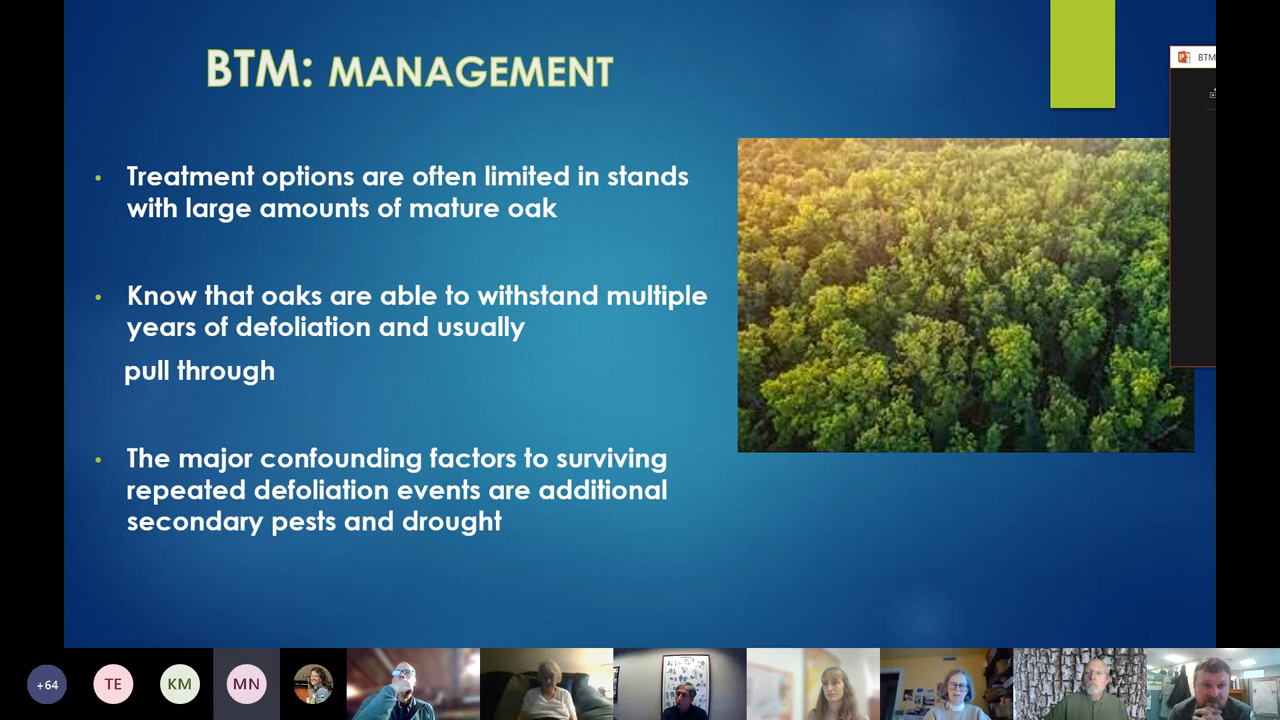 BTM: MANAGEMENT
BTM
Treatment options are often limited in stands
with large amounts of mature oak
Know that oaks are able to withstand multiple
years of defoliation and usually
pull through
The major confounding factors to surviving
repeated defoliation events are additional
secondary pests and drought
+64
TE
KM
MN